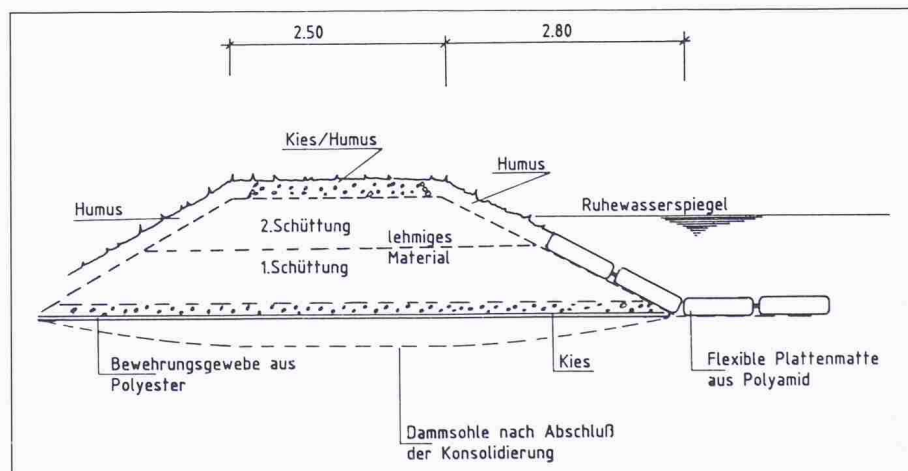 2.50
2.80
Kies/Humus
Humus
Humus
Ruhewasserspiegel
2.Schüttung
lehmiges
Material
1.Schüttung
Bewehrungsgewebe aus
Polyester
Kies
Flexible Plattenmatte
aus Polyamid
Dammsohle nach Abschluß
der Konsolidierung